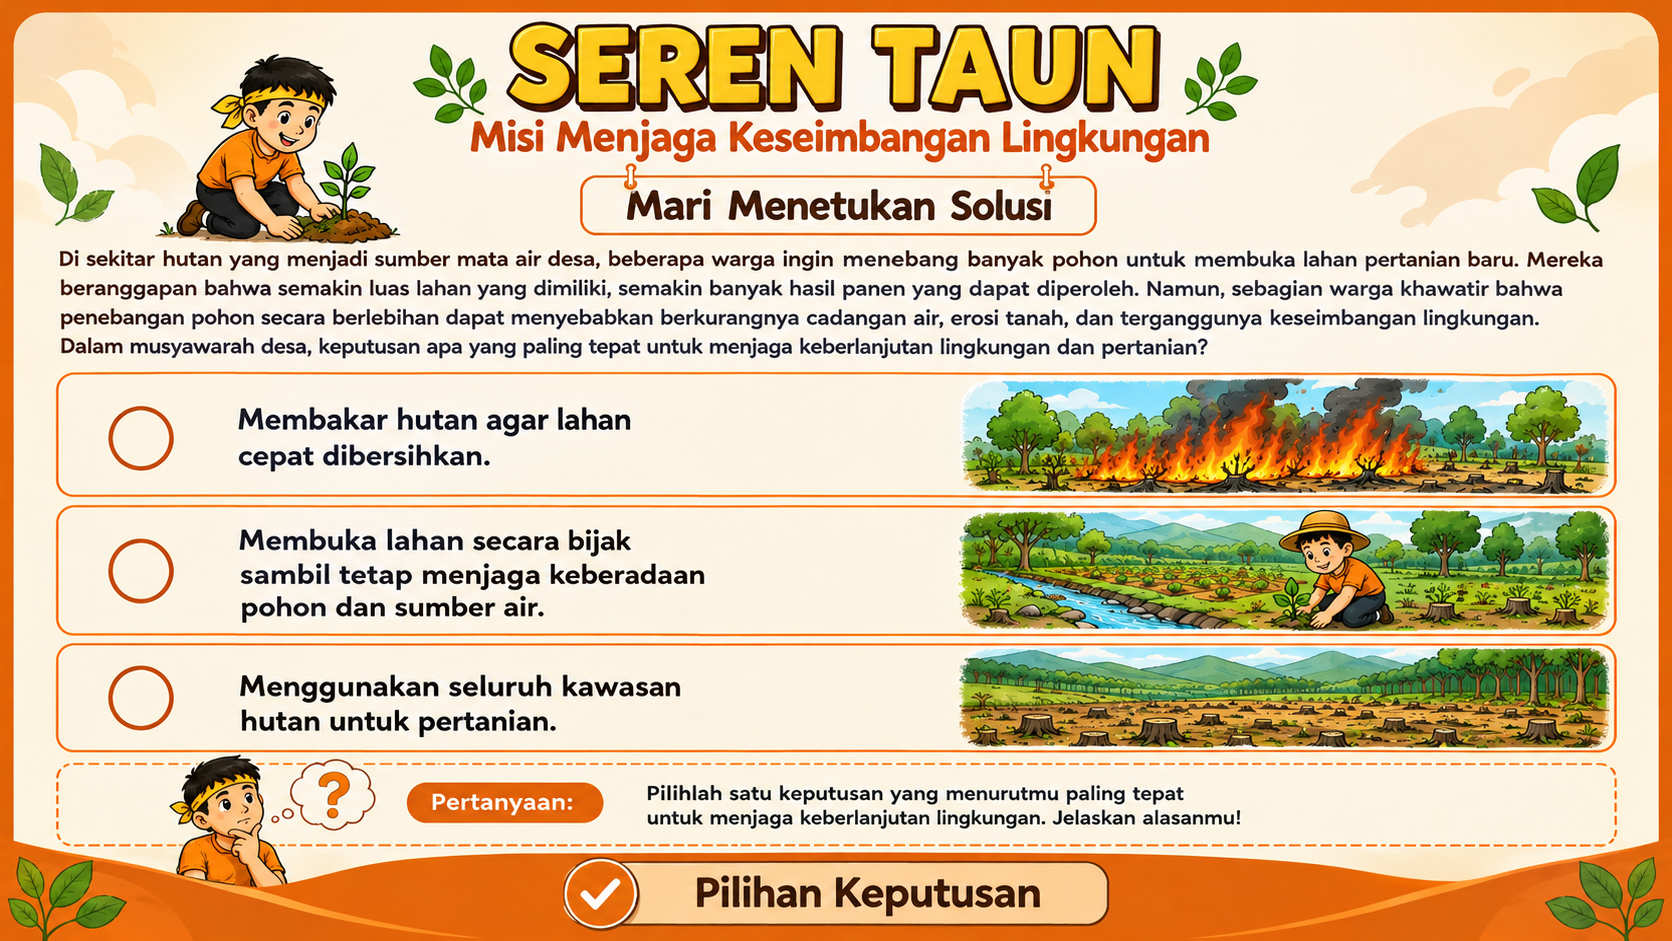 SEREN TAUN
Misi Menjaga Keseimbangan Lingkungan
Mari Menetukan Solusi
Di sekitar hutan yang menjadi sumber mata air desa, beberapa warga ingin menebang banyak pohon untuk membuka lahan pertanian baru. Mereka
beranggapan bahwa semakin luas lahan yang dimiliki, semakin banyak hasil panen yang dapat diperoleh. Namun, sebagian warga khawatir bahwa
penebangan pohon secara berlebihan dapat menyebabkan berkurangnya cadangan air, erosi tanah, dan terganggunya keseimbangan lingkungan.
Dalam musyawarah desa, keputusan apa yang paling tepat untuk menjaga keberlanjutan lingkungan dan pertanian?
Membakar hutan agar lahan
cepat dibersihkan.
Membuka lahan secara bijak
sambil tetap menjaga keberadaan
pohon dan sumber air.
Menggunakan seluruh kawasan
hutan untuk pertanian.
?
Pertanyaan:
Pilihlah satu keputusan yang menurutmu paling tepat
untuk menjaga keberlanjutan lingkungan. Jelaskan alasanmu!
Pilihan Keputusan